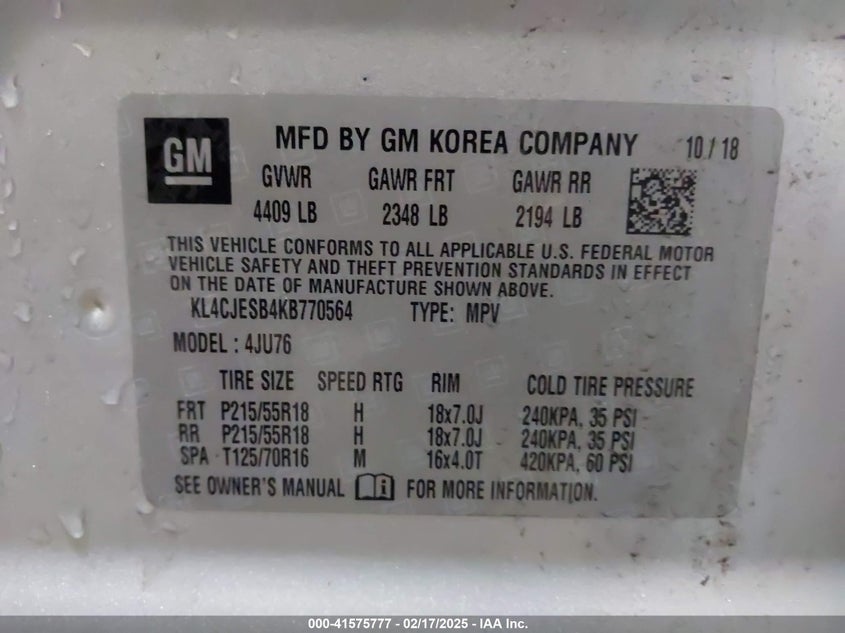 GM
MFD BY GM KOREA COMPANY 10/18
GVWR GAWR FRT GAWR RR
4409 LB 2348 LB 2194 LB
THIS VEHICLE CONFORMS TO ALL APPLICABLE U.S. FEDERAL MOTOR
VEHICLE SAFETY AND THEFT PREVENTION STANDARDS IN EFFECT
ON THE DATE OF MANUFACTURE SHOWN ABOVE.
KL4CJESB4KB770564 TYPE: MPV
MODEL : 4JU76
TIRE SIZE SPEED RTG RIM COLD TIRE PRESSURE
FRT P215/55R18 H 18x7.0J 240KPA, 35 PSI
RR P215/55R18 H 18x7.0J 240KPA, 35 PSI
SPA T125/70R16 M 16x4.0T 420KPA, 60 PSI
SEE OWNER'S MANUAL FOR MORE INFORMATION.
000-41575777 - 02/17/2025 - IAA Inc.